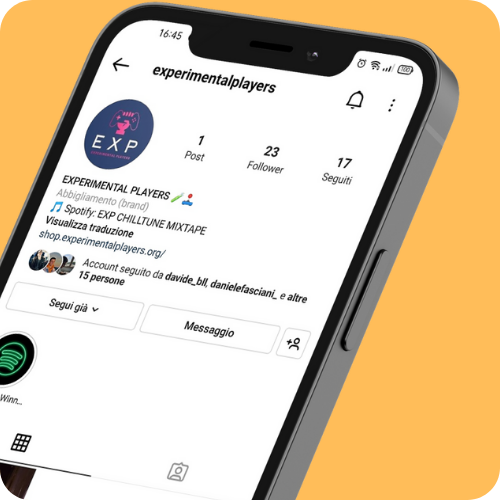 16:45
experimentalplayers
EXP
EXPERIMENTAL PLAYERS
1
Post
23
Follower
17
Seguiti
EXPERIMENTAL PLAYERS
Abbigliamento (brand)
🎵 Spotify: EXP CHILLTUNE MIXTAPE
Visualizza traduzione
shop.experimentalplayers.org/
Account seguito da davide_bll, danielefasciani_ e altre
15 persone
Segui già
Messaggio
Winn...